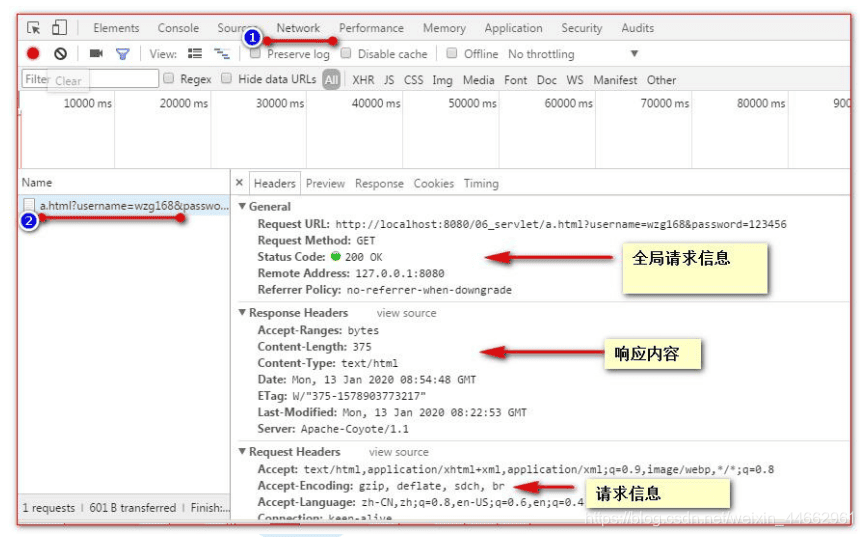 Elements Console Sources Network Performance Memory Application Security Audits
1
View: Preserve log Disable cache Offline No throttling
Filter Clear Regex Hide data URLs All XHR JS CSS Img Media Font Doc WS Manifest Other
10000 ms 20000 ms 30000 ms 40000 ms 50000 ms 60000 ms 70000 ms 80000 ms 900
Name
× Headers Preview Response Cookies Timing
a.html?username=wzg168&passwo...
2
General
Request URL: http://localhost:8080/06_servlet/a.html?username=wzg168&password=123456
Request Method: GET
Status Code: 200 OK
Remote Address: 127.0.0.1:8080
Referrer Policy: no-referrer-when-downgrade
全局请求信息
Response Headers view source
Accept-Ranges: bytes
Content-Length: 375
Content-Type: text/html
Date: Mon, 13 Jan 2020 08:54:48 GMT
ETag: W/"375-1578903773217"
Last-Modified: Mon, 13 Jan 2020 08:22:53 GMT
Server: Apache-Coyote/1.1
响应内容
Request Headers view source
Accept: text/html,application/xhtml+xml,application/xml;q=0.9,image/webp,*/*;q=0.8
Accept-Encoding: gzip, deflate, sdch, br
Accept-Language: zh-CN,zh;q=0.8,en-US;q=0.6,en;q=0.4
Connection: keep-alive
请求信息
1 requests | 601 B transferred | Finish:...
https://blog.csdn.net/weixin_44662961